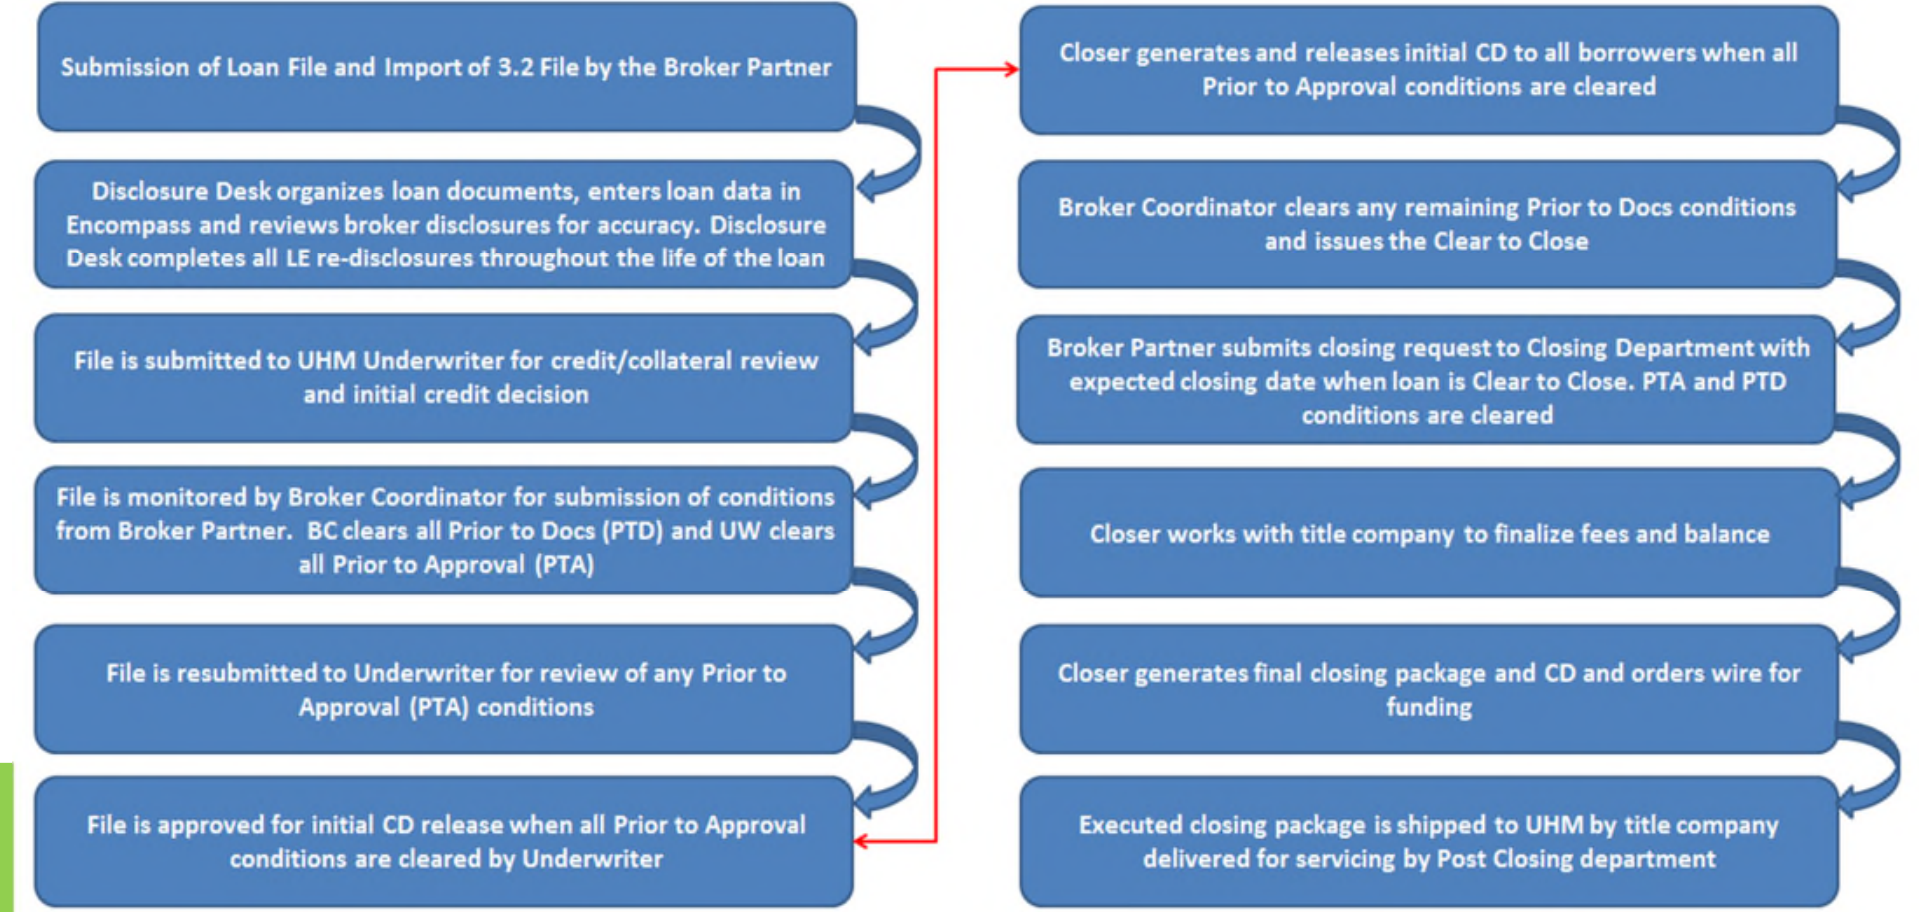 Submission of Loan File and Import of 3.2 File by the Broker Partner
Disclosure Desk organizes loan documents, enters loan data in
Encompass and reviews broker disclosures for accuracy. Disclosure
Desk completes all LE re-disclosures throughout the life of the loan
File is submitted to UHM Underwriter for credit/collateral review
and initial credit decision
File is monitored by Broker Coordinator for submission of conditions
from Broker Partner. BC clears all Prior to Docs (PTD) and UW clears
all Prior to Approval (PTA)
File is resubmitted to Underwriter for review of any Prior to
Approval (PTA) conditions
File is approved for initial CD release when all Prior to Approval
conditions are cleared by Underwriter
Closer generates and releases initial CD to all borrowers when all
Prior to Approval conditions are cleared
Broker Coordinator clears any remaining Prior to Docs conditions
and issues the Clear to Close
Broker Partner submits closing request to Closing Department with
expected closing date when loan is Clear to Close. PTA and PTD
conditions are cleared
Closer works with title company to finalize fees and balance
Closer generates final closing package and CD and orders wire for
funding
Executed closing package is shipped to UHM by title company
delivered for servicing by Post Closing department